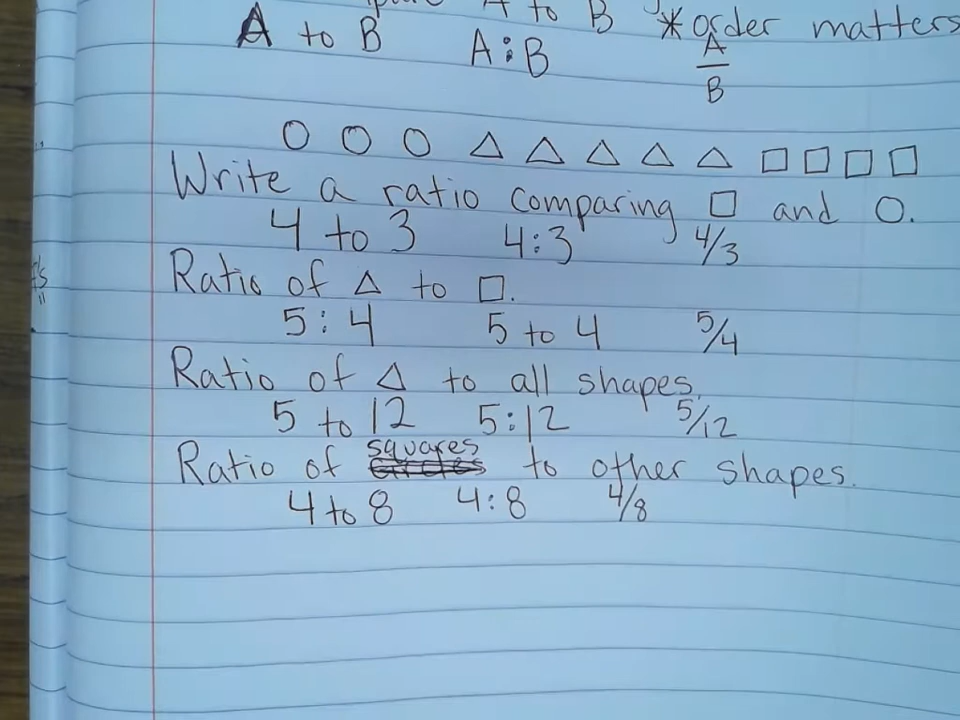 A to B *order matters
A to B A:B A/B
Write a ratio comparing □ and ○.
4 to 3 4:3 4/3
Ratio of △ to □.
5:4 5 to 4 5/4
Ratio of △ to all shapes.
5 to 12 5:12 5/12
Ratio of squares to other shapes.
4 to 8 4:8 4/8